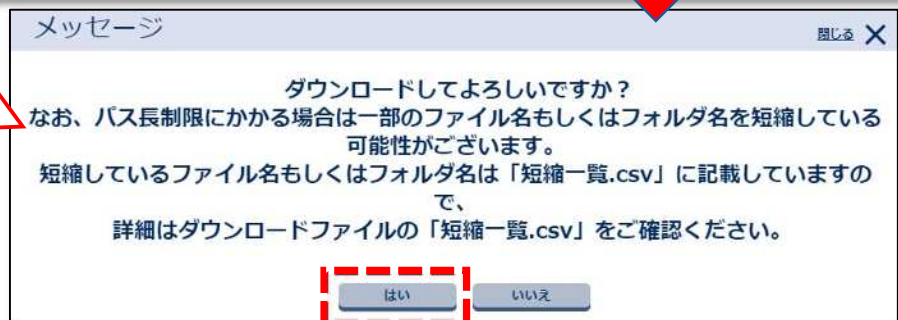 メッセージ
閉じる ×
ダウンロードしてよろしいですか？
なお、パス長制限にかかる場合は一部のファイル名もしくはフォルダ名を短縮している
可能性がございます。
短縮しているファイル名もしくはフォルダ名は「短縮一覧.csv」に記載していますの
で、
詳細はダウンロードファイルの「短縮一覧.csv」をご確認ください。
はい
いいえ